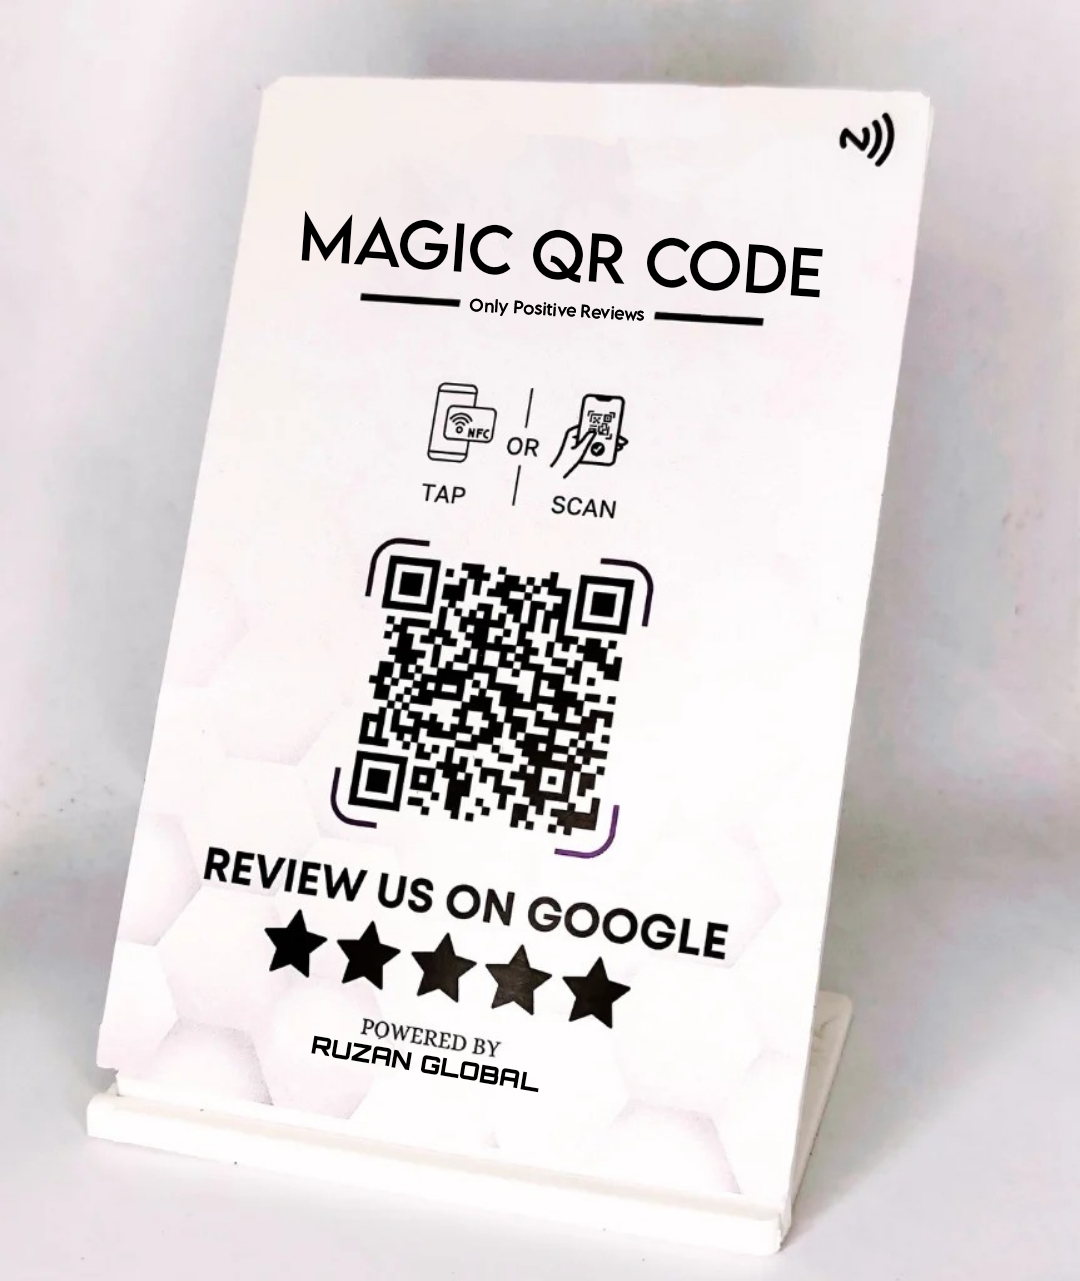 MAGIC QR CODE
Only Positive Reviews
NFC
OR
TAP
SCAN
REVIEW US ON GOOGLE
POWERED BY
RUZAN GLOBAL